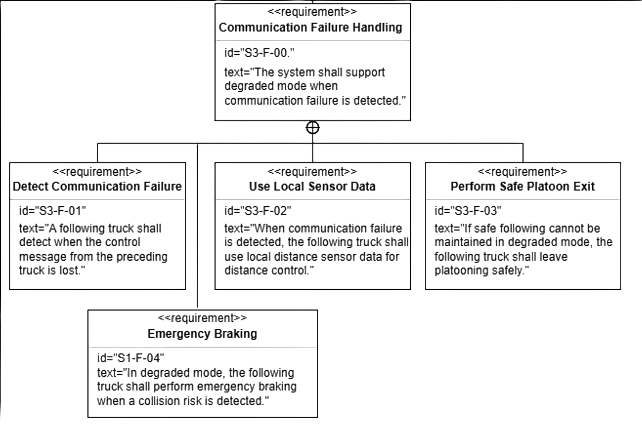 <<requirement>>
Communication Failure Handling
id="S3-F-00."
text="The system shall support
degraded mode when
communication failure is detected."
<<requirement>>
Detect Communication Failure
id="S3-F-01"
text="A following truck shall
detect when the control
message from the preceding
truck is lost."
<<requirement>>
Use Local Sensor Data
id="S3-F-02"
text="When communication failure
is detected, the following truck shall
use local distance sensor data for
distance control."
<<requirement>>
Perform Safe Platoon Exit
id="S3-F-03"
text="If safe following cannot be
maintained in degraded mode, the
following truck shall leave
platooning safely."
<<requirement>>
Emergency Braking
id="S1-F-04"
text="In degraded mode, the following
truck shall perform emergency braking
when a collision risk is detected."